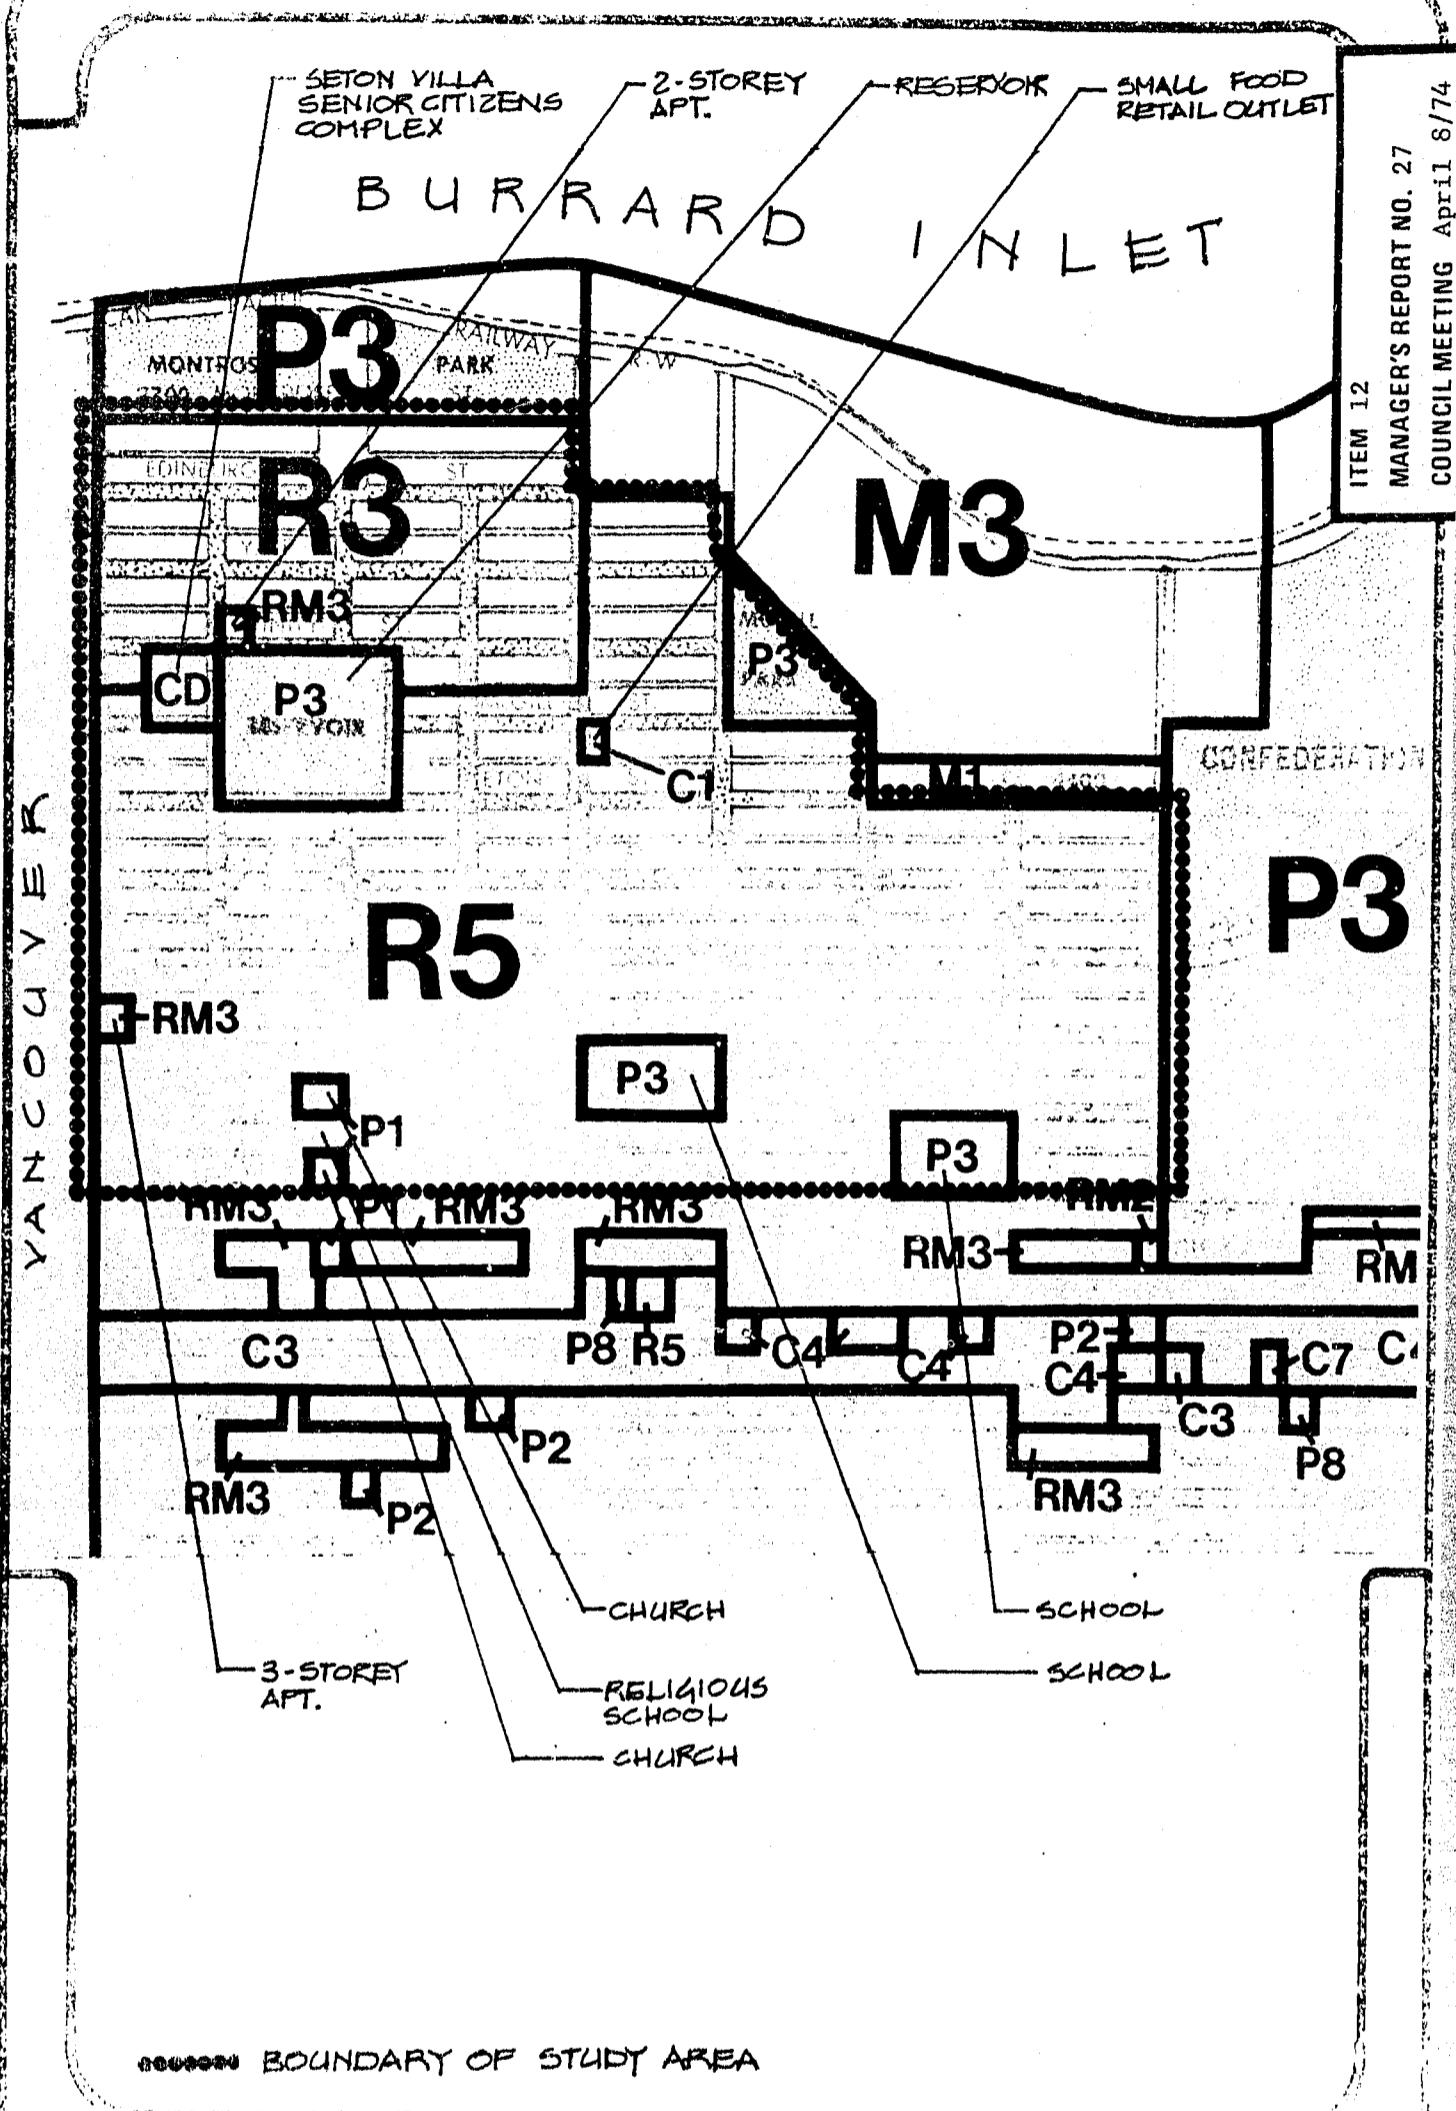 SETON VILLA
SENIOR CITIZENS
COMPLEX
2-STOREY
APT.
RESERVOIR
SMALL FOOD
RETAIL OUTLET
ITEM 12
MANAGER'S REPORT NO. 27
COUNCIL MEETING April 8/74
BURRARD INLET
P3
RAILWAY
R W
PARK
ST
R3
ST
M3
RM3
CD
P3
P3
C1
M1
CONFEDERATION
VANCOUVER
R5
P3
RM3
P3
P1
P3
RM3
P1
RM3
RM3
RM2
RM3
RM
C3
P8
R5
C4
C4
P2
C4
C7
C3
P2
RM3
P2
RM3
P8
CHURCH
SCHOOL
3-STOREY
APT.
RELIGIOUS
SCHOOL
SCHOOL
CHURCH
BOUNDARY OF STUDY AREA